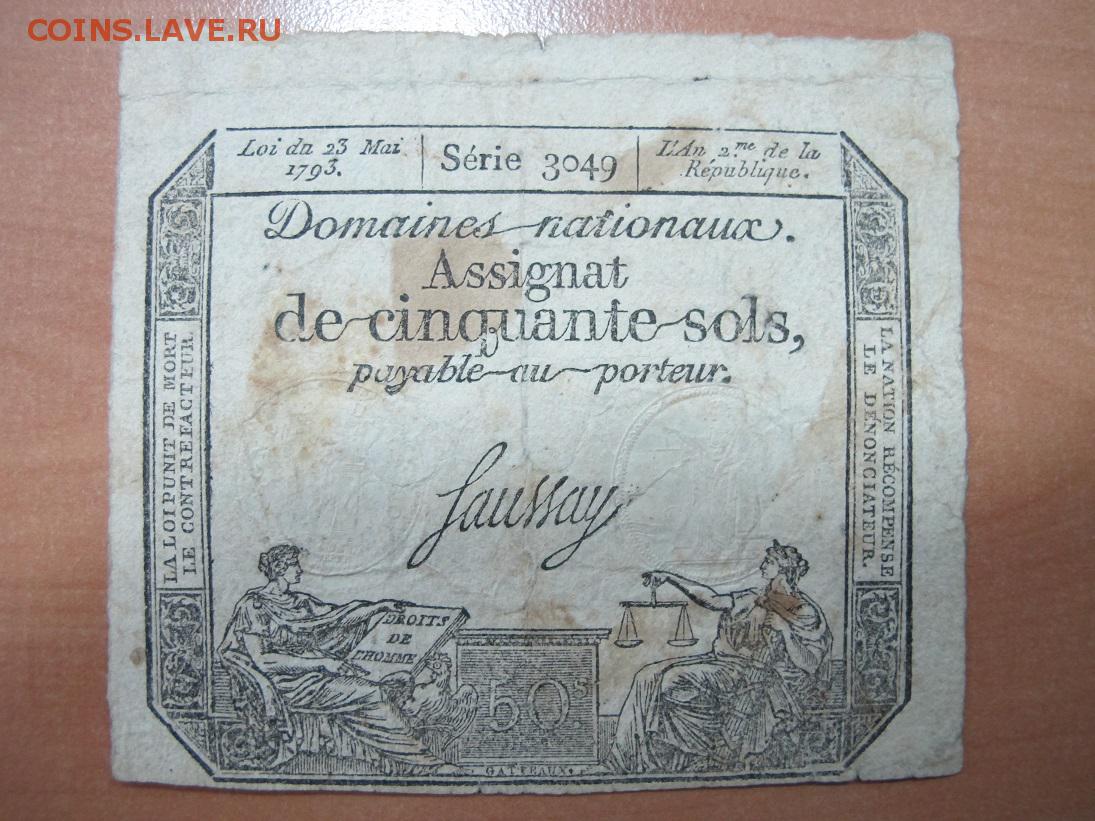 COINS.LAVE.RU
Loi du 23 Mai
1793.
Série 3049
L'An 2.me de la
République.
Domaines nationaux.
Assignat
de cinquante sols,
payable au porteur.
Saussay
LA LOI PUNIT DE MORT
LE CONTREFACTEUR.
LA NATION RÉCOMPENSE
LE DÉNONCIATEUR.
DROITS
DE
L'HOMME
50.s
GATTEAUX.